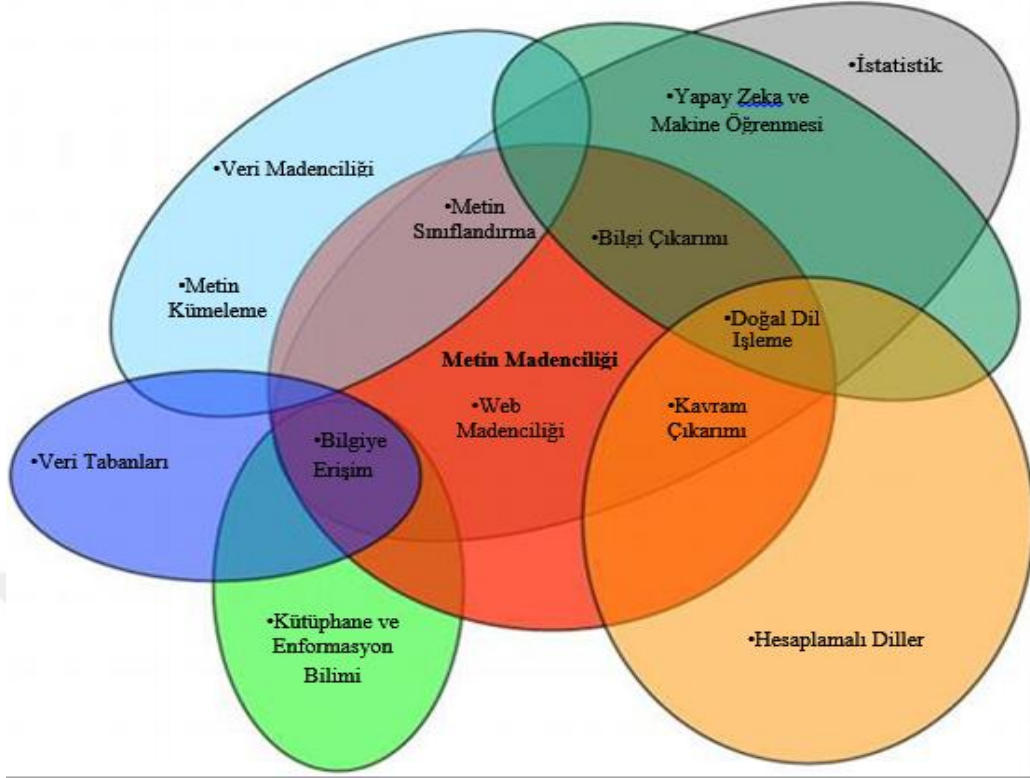 •İstatistik
•Yapay Zeka ve
Makine Öğrenmesi
•Veri Madenciliği
•Metin
Sınıflandırma
•Bilgi Çıkarımı
•Metin
Kümeleme
•Doğal Dil
İşleme
Metin Madenciliği
•Web
Madenciliği
•Kavram
Çıkarımı
•Veri Tabanları
•Bilgiye
Erişim
•Kütüphane ve
Enformasyon
Bilimi
•Hesaplamalı Diller